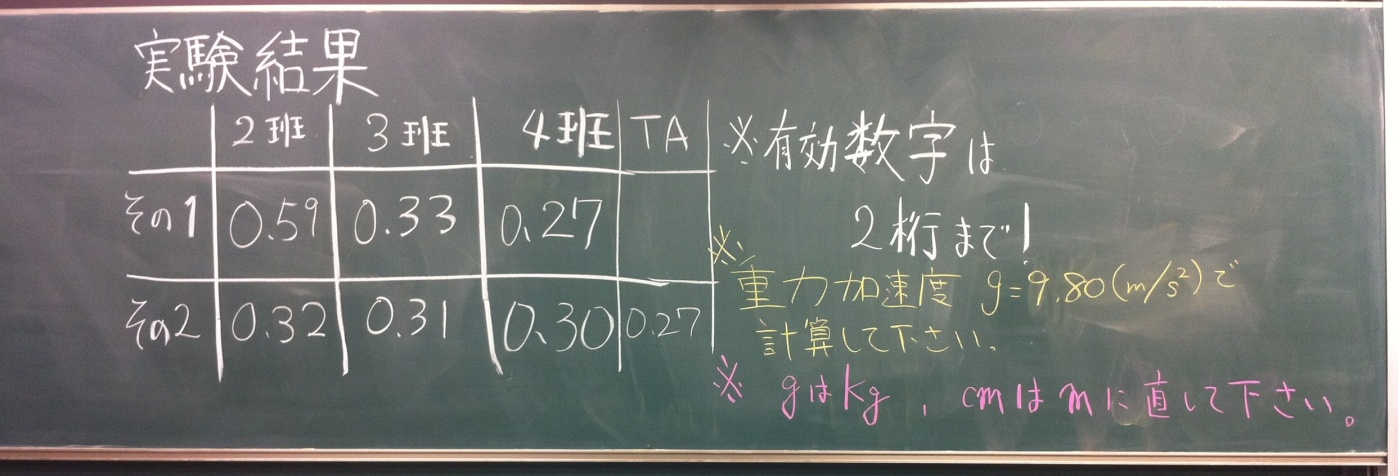 実験結果
2班 3班 4班 TA
その1 0.59 0.33 0.27
その2 0.32 0.31 0.30 0.27
※有効数字は
2桁まで!
※
重力加速度 g=9.80(m/s²)で
計算して下さい。
※ gはkg, cmはmに直して下さい。